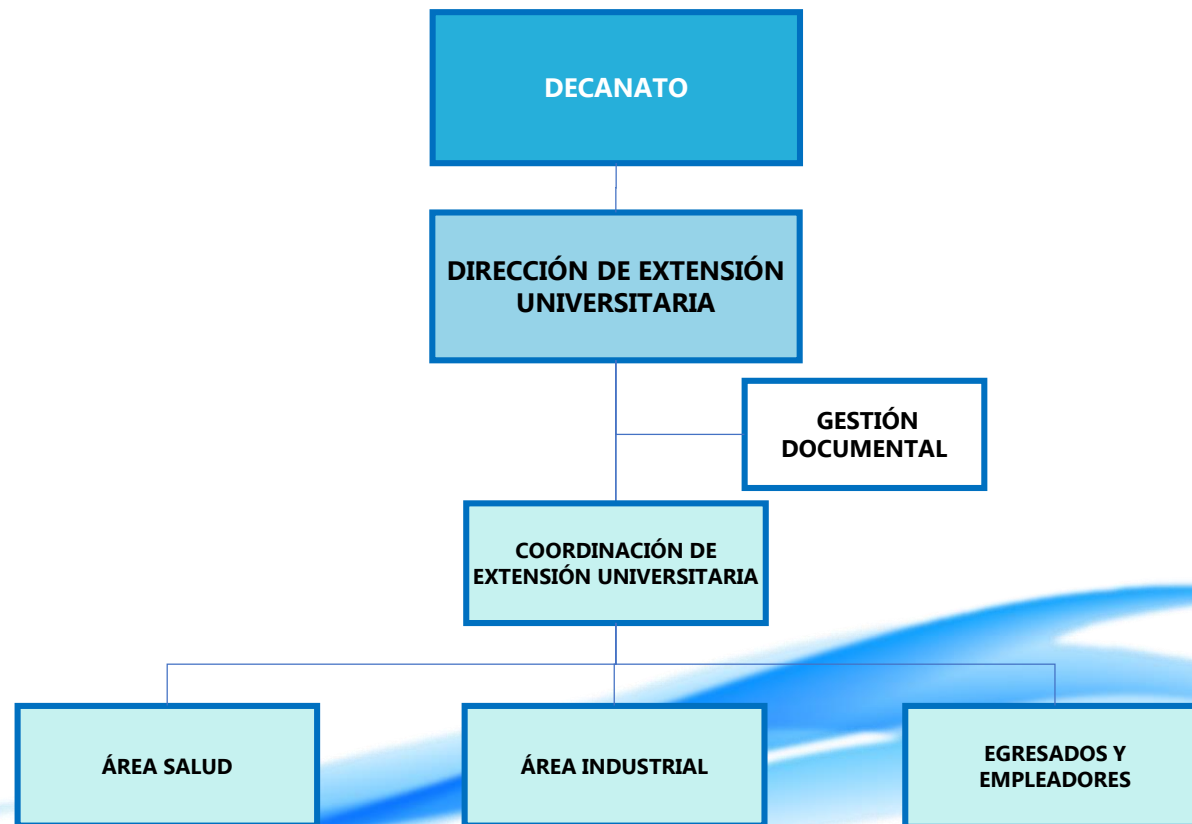 DECANATO
DIRECCIÓN DE EXTENSIÓN
UNIVERSITARIA
GESTIÓN
DOCUMENTAL
COORDINACIÓN DE
EXTENSIÓN UNIVERSITARIA
ÁREA SALUD
ÁREA INDUSTRIAL
EGRESADOS Y
EMPLEADORES